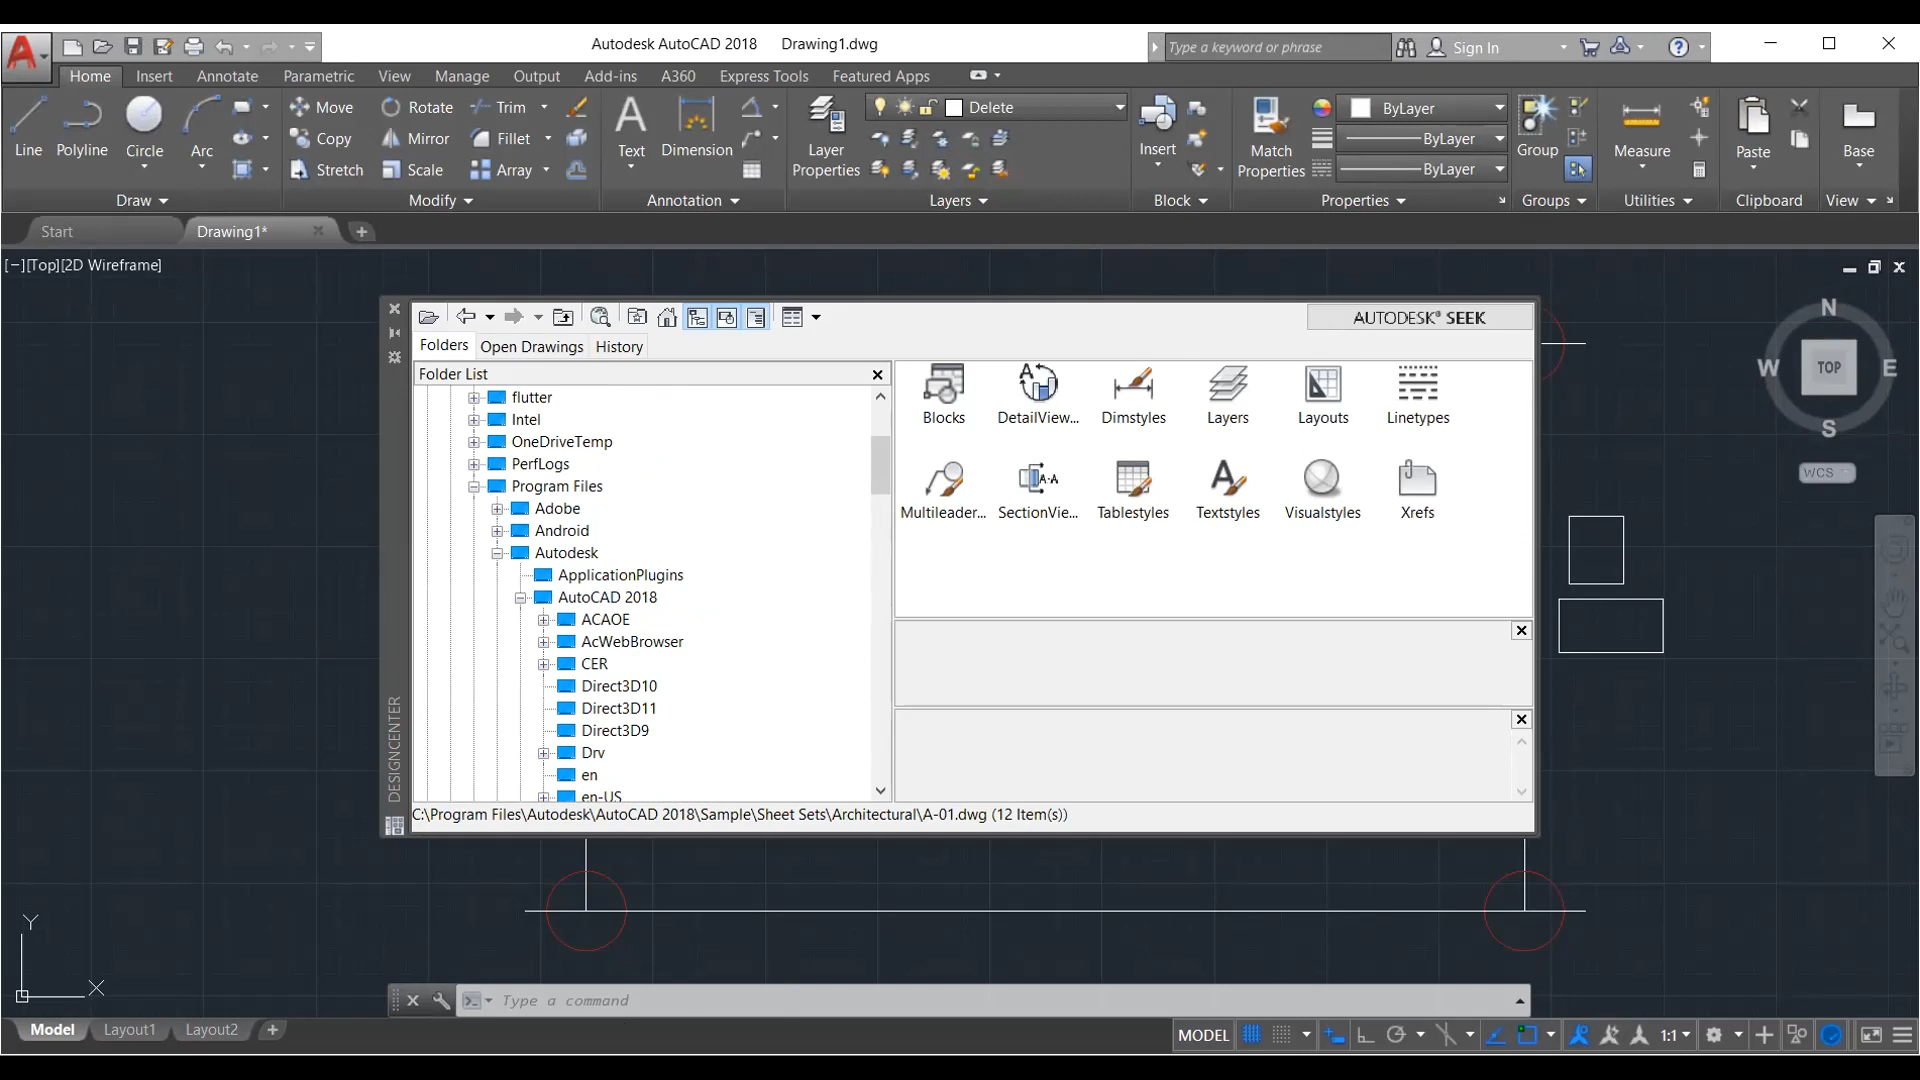 Autodesk AutoCAD 2018 Drawing1.dwg
Type a keyword or phrase
Sign In
Home Insert Annotate Parametric View Manage Output Add-ins A360 Express Tools Featured Apps
Line
Polyline
Circle
Arc
Move
Rotate
Trim
Copy
Mirror
Fillet
Stretch
Scale
Array
Text
Dimension
Layer
Properties
Delete
Insert
Match
Properties
ByLayer
ByLayer
ByLayer
Group
Measure
Paste
Base
Draw Modify Annotation Layers Block Properties Groups Utilities Clipboard View
Start
Drawing1*
[−][Top][2D Wireframe]
N
W
TOP
E
S
WCS
AUTODESK® SEEK
Folders
Open Drawings
History
Folder List
flutter
Intel
OneDriveTemp
PerfLogs
Program Files
Adobe
Android
Autodesk
ApplicationPlugins
AutoCAD 2018
ACAOE
AcWebBrowser
CER
Direct3D10
Direct3D11
Direct3D9
Drv
en
en-US
Blocks
DetailView...
Dimstyles
Layers
Layouts
Linetypes
Multileader...
SectionVie...
Tablestyles
Textstyles
Visualstyles
Xrefs
DESIGNCENTER
C:\Program Files\Autodesk\AutoCAD 2018\Sample\Sheet Sets\Architectural\A-01.dwg (12 Item(s))
Y
X
Type a command
Model
Layout1
Layout2
MODEL
1:1